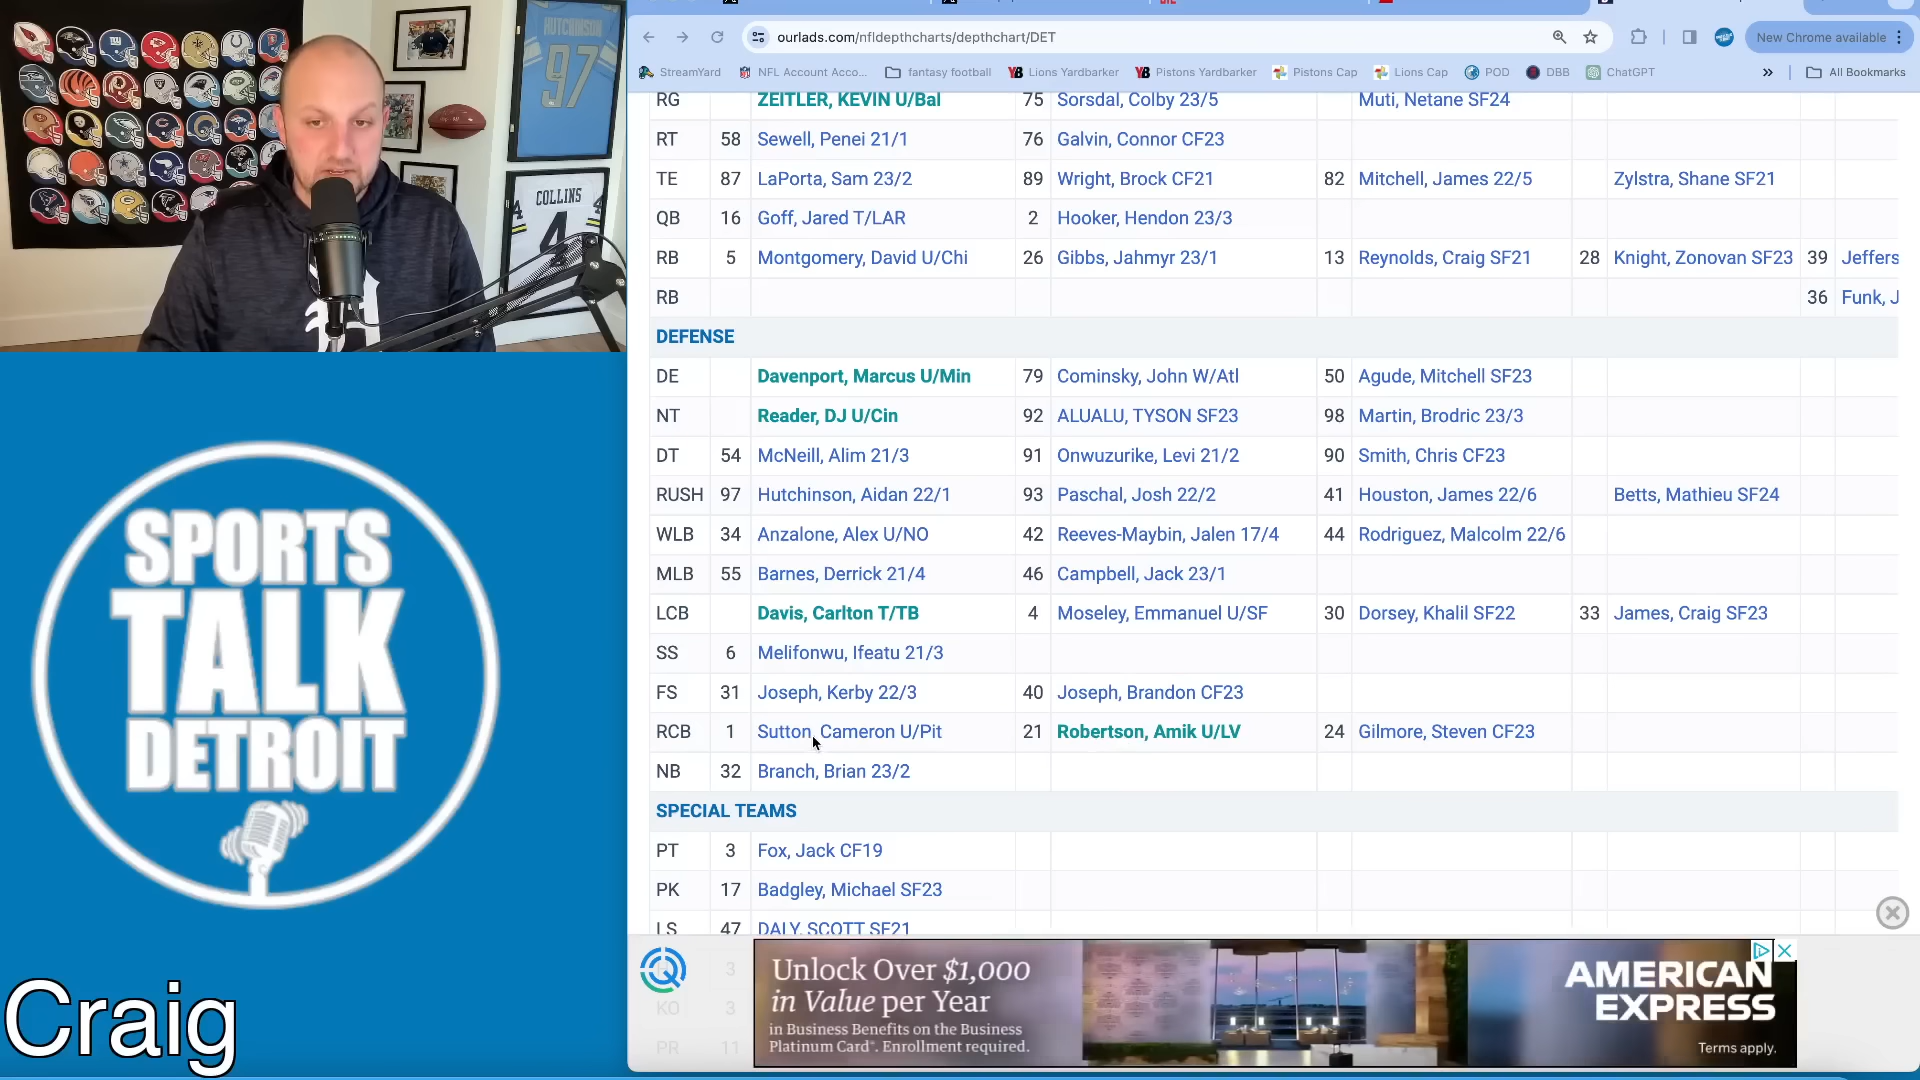 HUTCHINSON
97
COLLINS
4
SPORTS
TALK
DETROIT
Craig
ourlads.com/nfldepthcharts/depthchart/DET
New Chrome available
StreamYard
NFL Account Acco...
fantasy football
Lions Yardbarker
Pistons Yardbarker
Pistons Cap
Lions Cap
POD
DBB
ChatGPT
»
All Bookmarks
RG ZEITLER, KEVIN U/Bal 75 Sorsdal, Colby 23/5 Muti, Netane SF24
RT 58 Sewell, Penei 21/1 76 Galvin, Connor CF23
TE 87 LaPorta, Sam 23/2 89 Wright, Brock CF21 82 Mitchell, James 22/5 Zylstra, Shane SF21
QB 16 Goff, Jared T/LAR 2 Hooker, Hendon 23/3
RB 5 Montgomery, David U/Chi 26 Gibbs, Jahmyr 23/1 13 Reynolds, Craig SF21 28 Knight, Zonovan SF23 39 Jeffers
RB 36 Funk, J
DEFENSE
DE Davenport, Marcus U/Min 79 Cominsky, John W/Atl 50 Agude, Mitchell SF23
NT Reader, DJ U/Cin 92 ALUALU, TYSON SF23 98 Martin, Brodric 23/3
DT 54 McNeill, Alim 21/3 91 Onwuzurike, Levi 21/2 90 Smith, Chris CF23
RUSH 97 Hutchinson, Aidan 22/1 93 Paschal, Josh 22/2 41 Houston, James 22/6 Betts, Mathieu SF24
WLB 34 Anzalone, Alex U/NO 42 Reeves-Maybin, Jalen 17/4 44 Rodriguez, Malcolm 22/6
MLB 55 Barnes, Derrick 21/4 46 Campbell, Jack 23/1
LCB Davis, Carlton T/TB 4 Moseley, Emmanuel U/SF 30 Dorsey, Khalil SF22 33 James, Craig SF23
SS 6 Melifonwu, Ifeatu 21/3
FS 31 Joseph, Kerby 22/3 40 Joseph, Brandon CF23
RCB 1 Sutton, Cameron U/Pit 21 Robertson, Amik U/LV 24 Gilmore, Steven CF23
NB 32 Branch, Brian 23/2
SPECIAL TEAMS
PT 3 Fox, Jack CF19
PK 17 Badgley, Michael SF23
LS 47 DALY, SCOTT SF21
3
KO 3
PR 11
Unlock Over $1,000
in Value per Year
in Business Benefits on the Business
Platinum Card*. Enrollment required.
AMERICAN
EXPRESS
Terms apply.